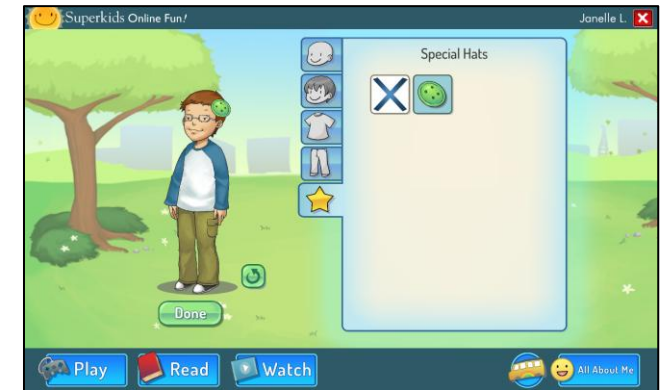 Superkids Online Fun!
Janelle L.
Special Hats
Done
Play
Read
Watch
All About Me